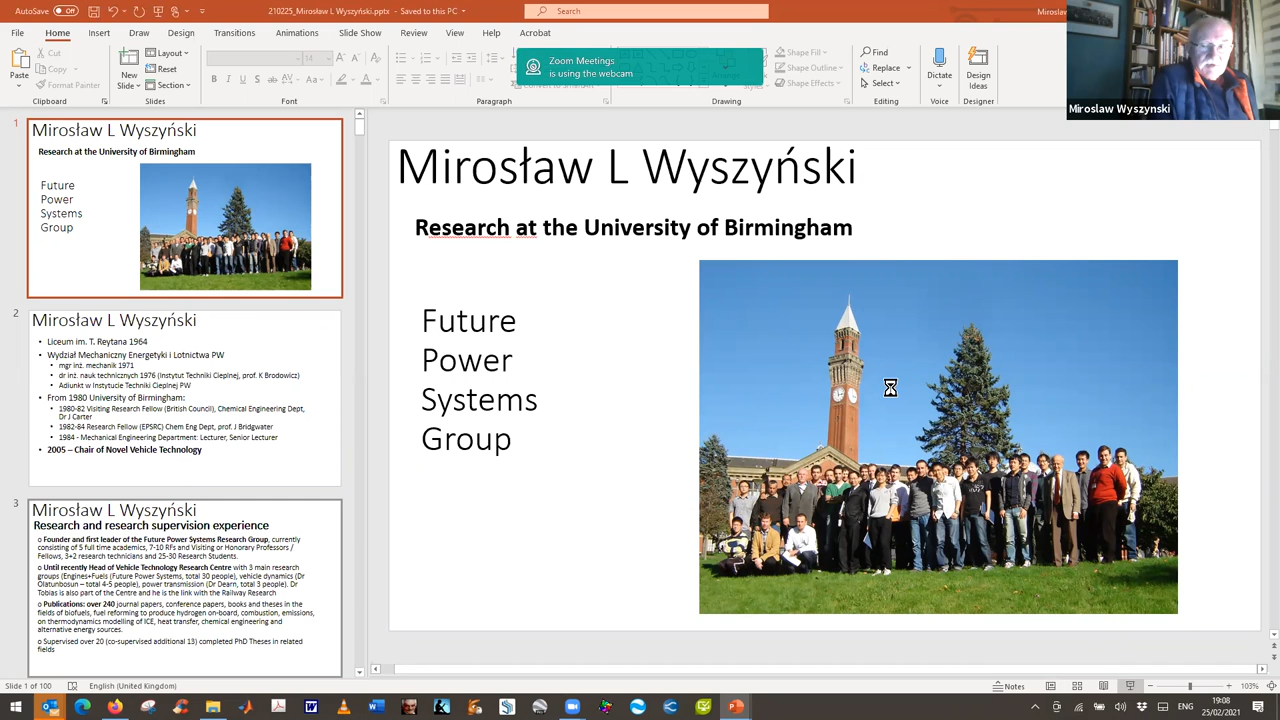 AutoSave Off
210225_Mirosław L Wyszyński.pptx - Saved to this PC
Search
Miroslaw
File Home Insert Draw Design Transitions Animations Slide Show Review View Help Acrobat
Paste
Cut
Copy
Format Painter
Clipboard
New
Slide
Layout
Reset
Section
Slides
14
B I U S ab AV Aa A
Font
Paragraph
Zoom Meetings
is using the webcam
Shape Fill
Shape Outline
Shape Effects
Drawing
Find
Replace
Select
Editing
Dictate
Voice
Design
Ideas
Designer
Miroslaw Wyszynski
1
Mirosław L Wyszyński
Research at the University of Birmingham
Future
Power
Systems
Group
2
Mirosław L Wyszyński
• Liceum im. T. Reytana 1964
• Wydział Mechaniczny Energetyki i Lotnictwa PW
• mgr inż. mechanik 1971
• dr inż. nauk technicznych 1976 (Instytut Techniki Cieplnej, prof. K Brodowicz)
• Adiunkt w Instytucie Techniki Cieplnej PW
• From 1980 University of Birmingham:
• 1980-82 Visiting Research Fellow (British Council), Chemical Engineering Dept,
Dr J Carter
• 1982-84 Research Fellow (EPSRC) Chem Eng Dept, prof. J Bridgwater
• 1984 - Mechanical Engineering Department: Lecturer, Senior Lecturer
• 2005 – Chair of Novel Vehicle Technology
3
Mirosław L Wyszyński
Research and research supervision experience
o Founder and first leader of the Future Power Systems Research Group, currently
consisting of 5 full time academics, 7-10 RFs and Visiting or Honorary Professors /
Fellows, 3+2 research technicians and 25-30 Research Students.
o Until recently Head of Vehicle Technology Research Centre with 3 main research
groups (Engines+Fuels (Future Power Systems, total 30 people), vehicle dynamics (Dr
Olatunbosun – total 4-5 people), power transmission (Dr Dearn, total 3 people). Dr
Tobias is also part of the Centre and he is the link with the Railway Research
o Publications: over 240 journal papers, conference papers, books and theses in the
fields of biofuels, fuel reforming to produce hydrogen on-board, combustion, emissions,
on thermodynamics modelling of ICE, heat transfer, chemical engineering and
alternative energy sources.
o Supervised over 20 (co-supervised additional 13) completed PhD Theses in related
fields
Mirosław L Wyszyński
Research at the University of Birmingham
Future
Power
Systems
Group
Slide 1 of 100
English (United Kingdom)
Notes
103%
19:08
25/02/2021